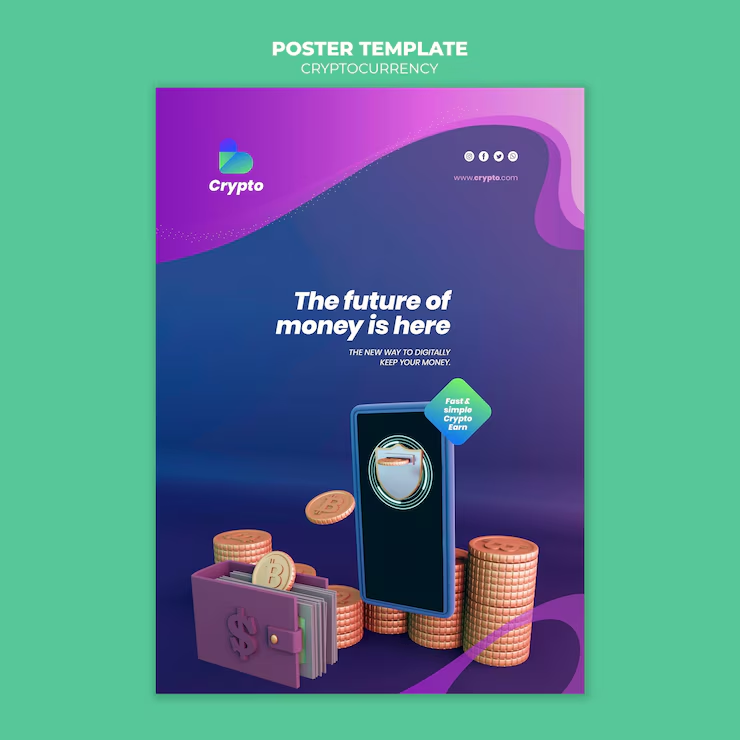 POSTER TEMPLATE
CRYPTOCURRENCY
Crypto
www.crypto.com
The future of
money is here
THE NEW WAY TO DIGITALLY
KEEP YOUR MONEY.
Fast &
simple
Crypto
Earn
B
B
$